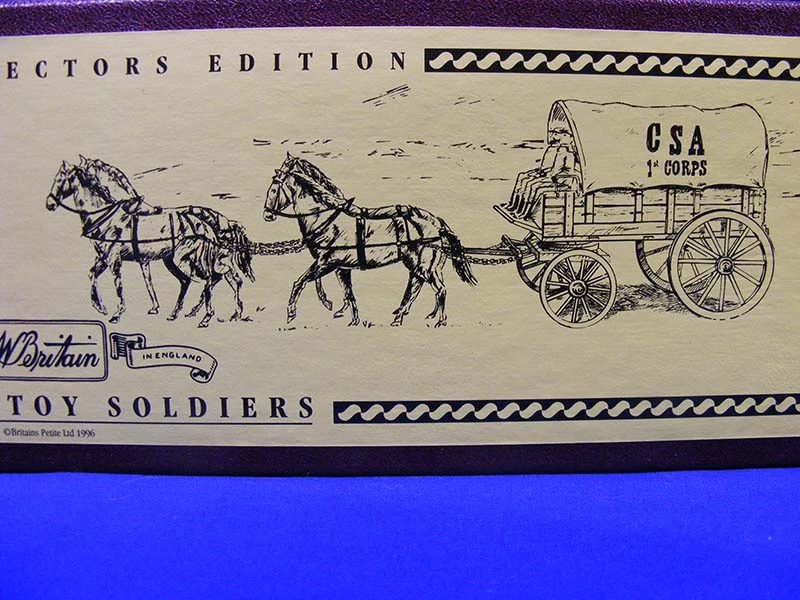 ECTORS EDITION
CSA
1st CORPS
W Britain
IN ENGLAND
TOY SOLDIERS
©Britains Petite Ltd 1996